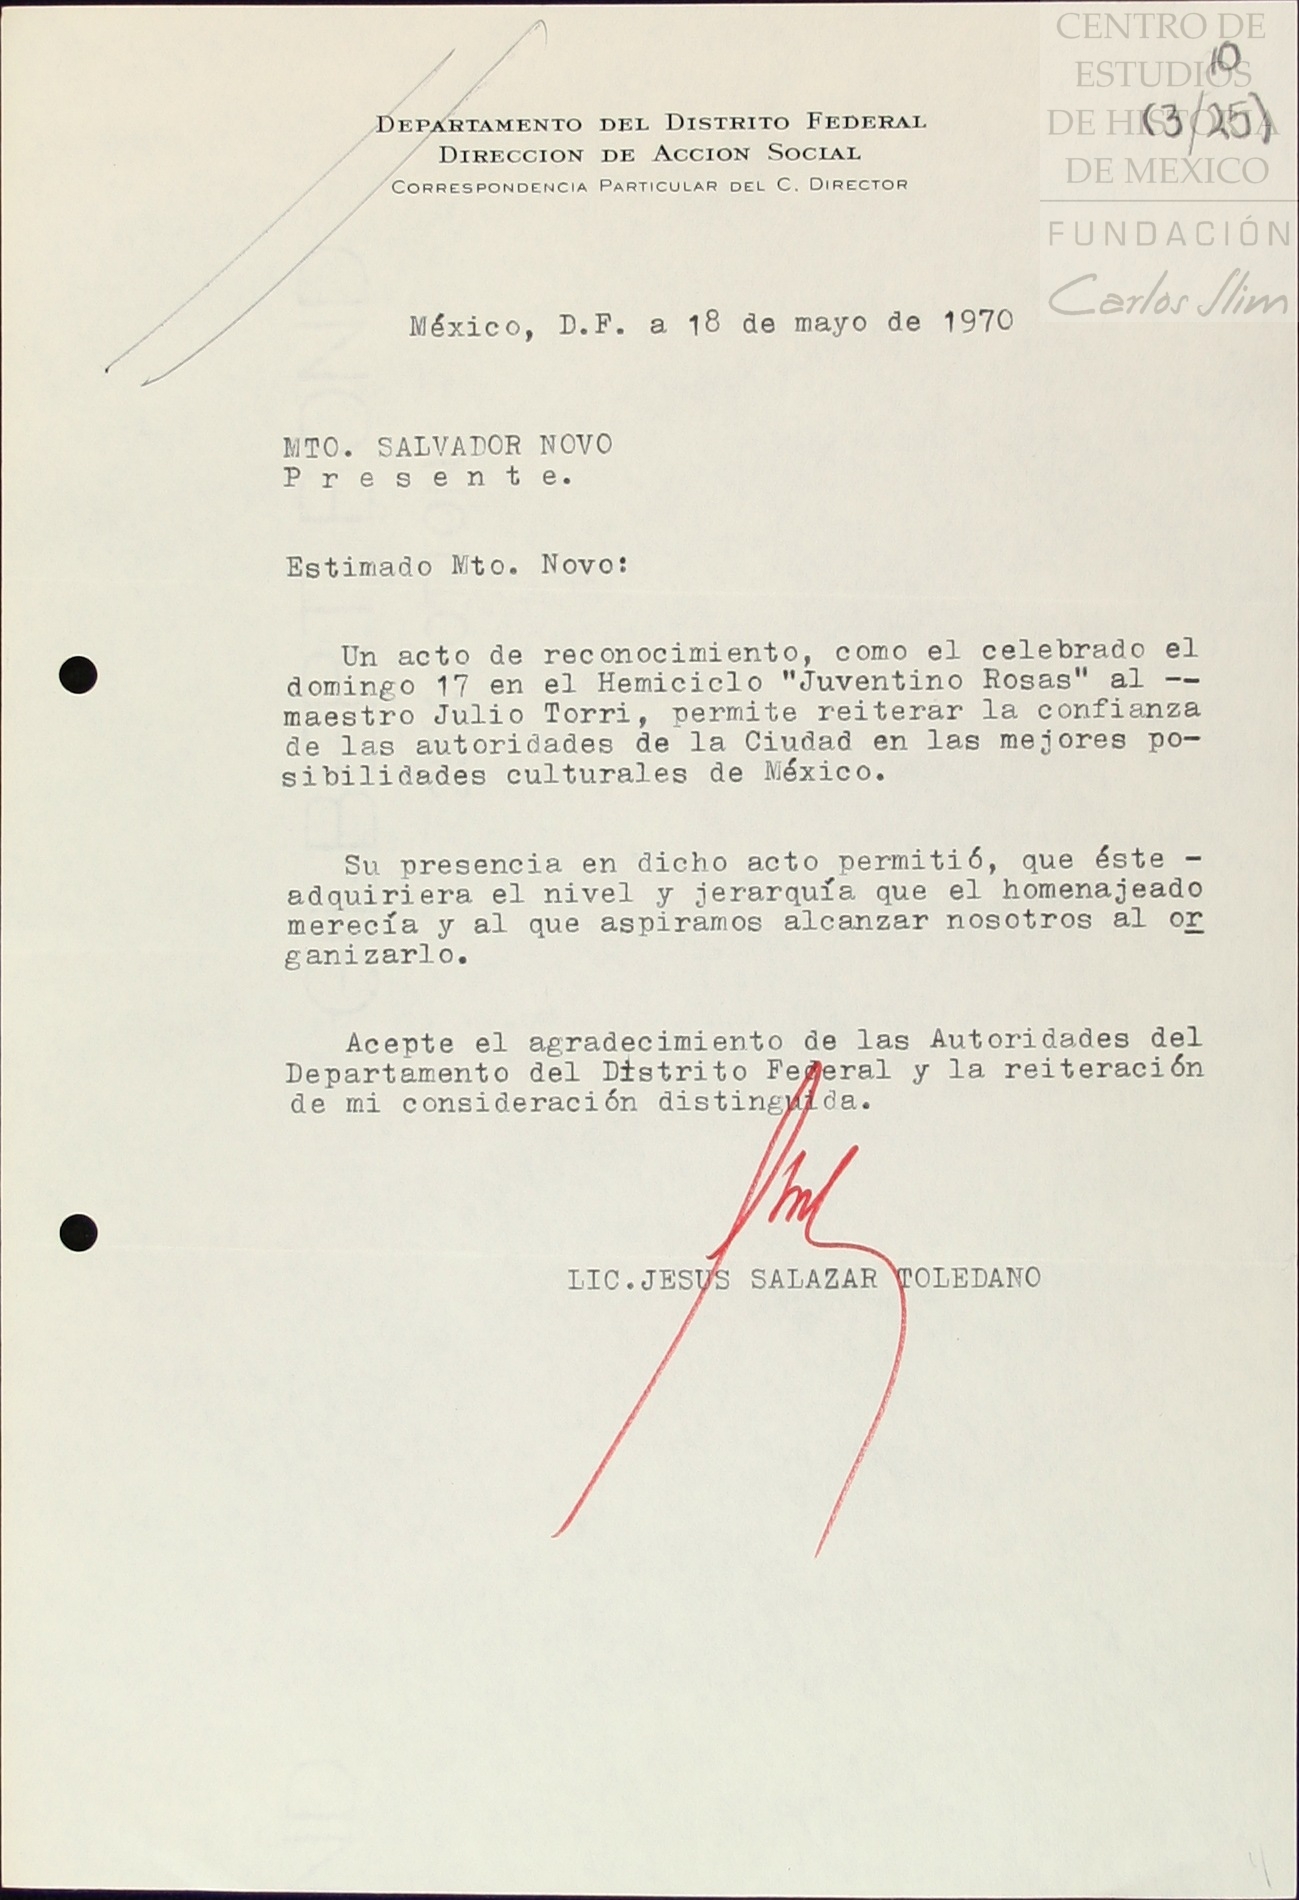 CENTRO DE
ESTUDIOS
DE HISTORIA
DE MEXICO
FUNDACIÓN
Carlos Slim
10
(3/25)
DEPARTAMENTO DEL DISTRITO FEDERAL
DIRECCION DE ACCION SOCIAL
CORRESPONDENCIA PARTICULAR DEL C. DIRECTOR
México, D.F. a 18 de mayo de 1970
MTO. SALVADOR NOVO
P r e s e n t e.
Estimado Mto. Novo:
Un acto de reconocimiento, como el celebrado el
domingo 17 en el Hemiciclo "Juventino Rosas" al --
maestro Julio Torri, permite reiterar la confianza
de las autoridades de la Ciudad en las mejores po-
sibilidades culturales de México.
Su presencia en dicho acto permitió, que éste -
adquiriera el nivel y jerarquía que el homenajeado
merecía y al que aspiramos alcanzar nosotros al or
ganizarlo.
Acepte el agradecimiento de las Autoridades del
Departamento del Distrito Federal y la reiteración
de mi consideración distinguida.
LIC.JESUS SALAZAR TOLEDANO